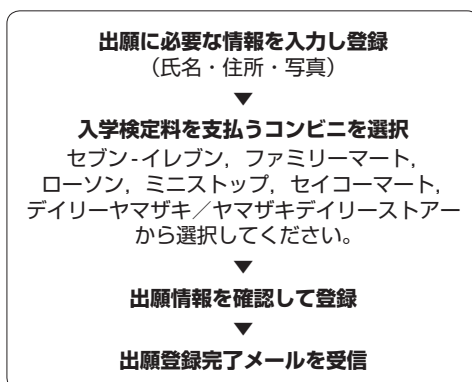 出願に必要な情報を入力し登録
（氏名・住所・写真）
▼
入学検定料を支払うコンビニを選択
セブン‐イレブン，ファミリーマート，
ローソン，ミニストップ，セイコーマート，
デイリーヤマザキ／ヤマザキデイリーストアー
から選択してください。
▼
出願情報を確認して登録
▼
出願登録完了メールを受信